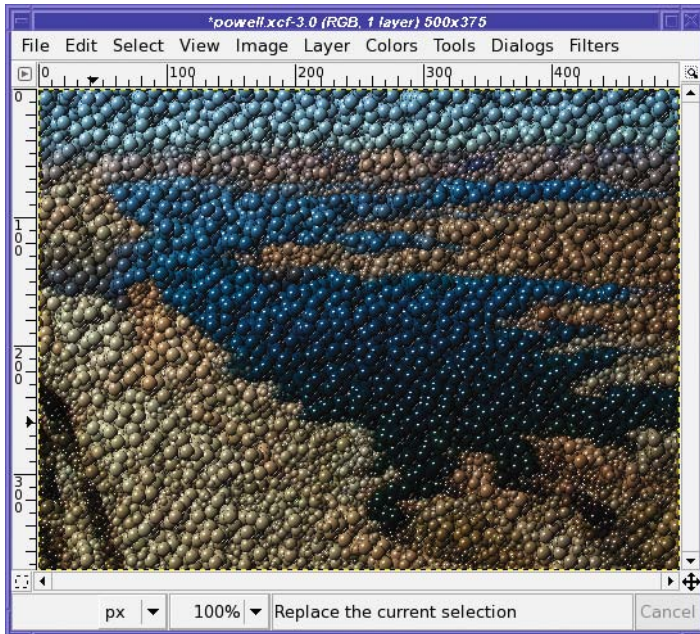 *powell.xcf-3.0 (RGB, 1 layer) 500x375
File Edit Select View Image Layer Colors Tools Dialogs Filters
0 100 200 300 400
0
100
200
300
px 100% Replace the current selection Cancel